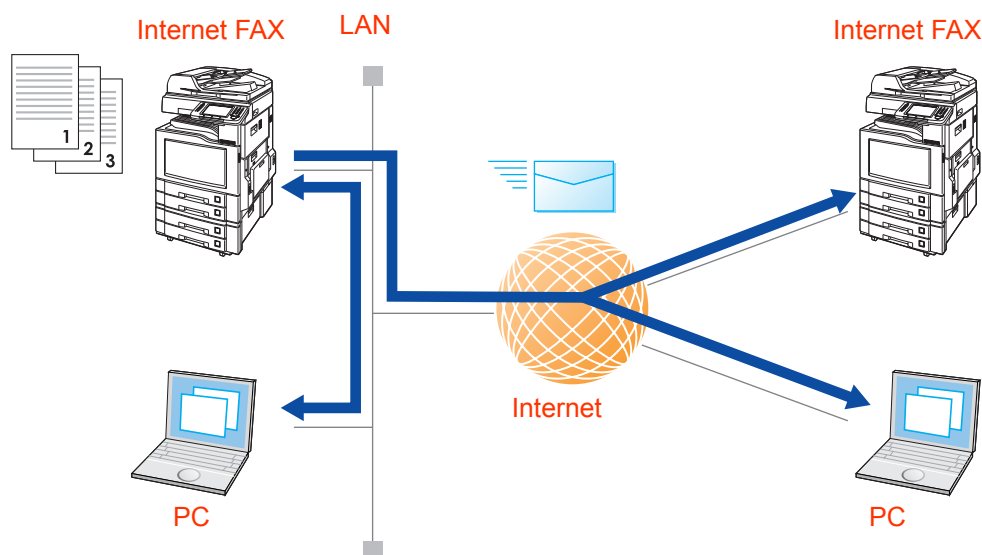 Internet FAX
LAN
Internet FAX
1
2
3
Internet
PC
PC